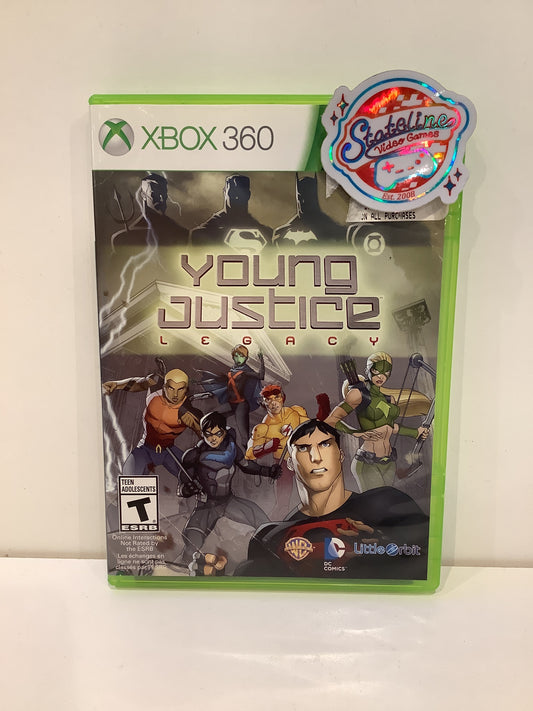 XBOX 360
Stateline
Video Games
Est. 2008
ON ALL PURCHASES
YOUNG
JUSTICE
LEGACY
TEEN
ADOLESCENTS
T
ESRB
Online Interactions
Not Rated by
the ESRB
Les échanges en
ligne ne sont pas
classés par l'ESRB
WB
DC
COMICS
Little Orbit